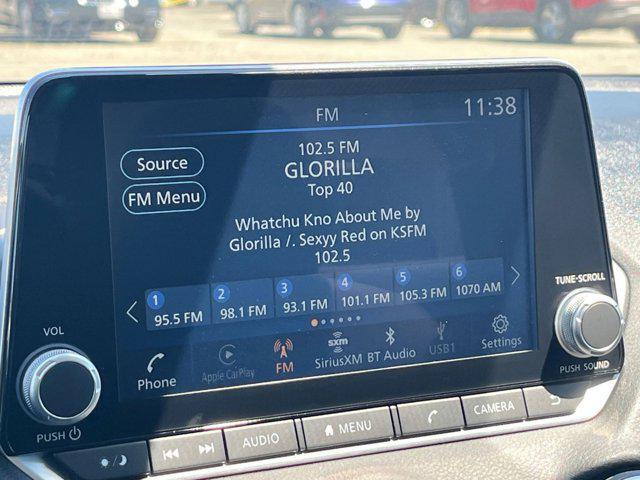 FM
11:38
102.5 FM
GLORILLA
Top 40
Source
FM Menu
Whatchu Kno About Me by
Glorilla /. Sexyy Red on KSFM
102.5
1 95.5 FM
2 98.1 FM
3 93.1 FM
4 101.1 FM
5 105.3 FM
6 1070 AM
Phone
Apple CarPlay
FM
sxm
SiriusXM
BT Audio
USB1
Settings
VOL
PUSH
TUNE·SCROLL
PUSH SOUND
AUDIO
MENU
CAMERA